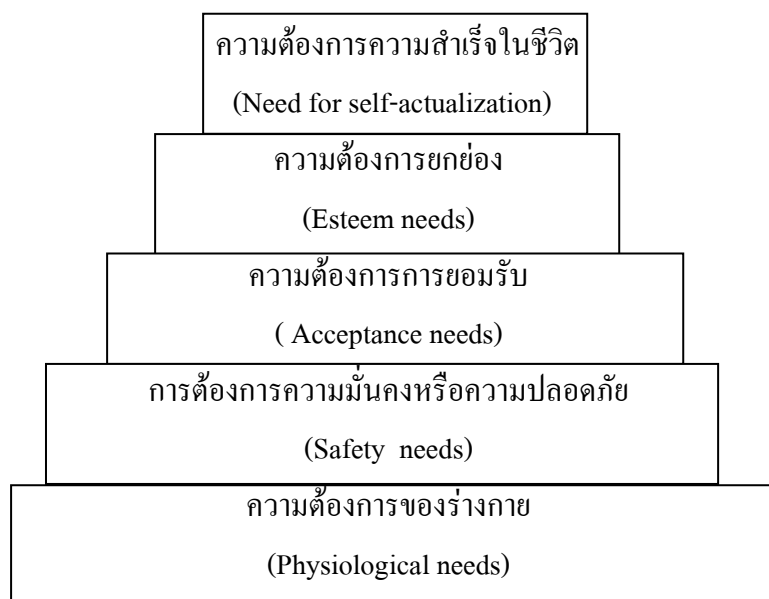 ความต้องการความสำเร็จในชีวิต
(Need for self-actualization)
ความต้องการยกย่อง
(Esteem needs)
ความต้องการการยอมรับ
( Acceptance needs)
การต้องการความมั่นคงหรือความปลอดภัย
(Safety  needs)
ความต้องการของร่างกาย
(Physiological needs)